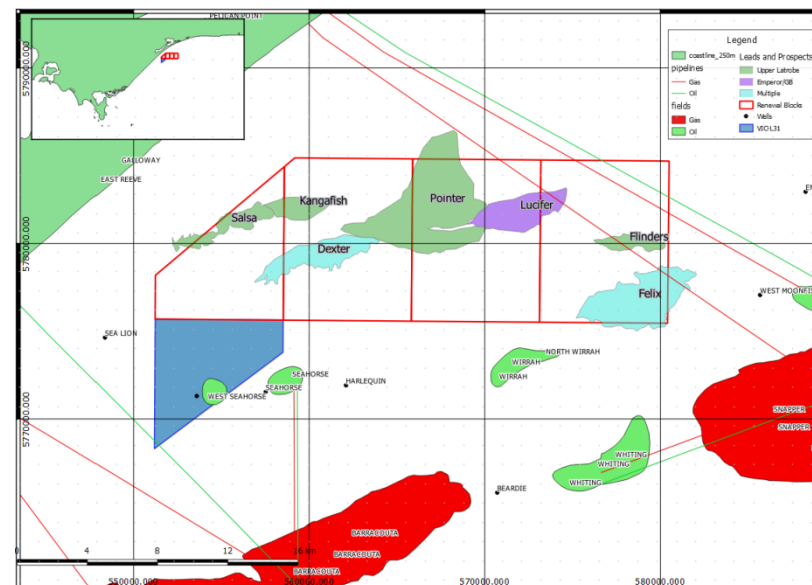 PELICAN POINT
Legend
coastline_250m
pipelines
Gas
Oil
fields
Gas
Oil
Leads and Prospects
Upper Latrobe
Emperor/GB
Multiple
Renewal Blocks
Wells
VIC-L31
5790000.000
GALLOWAY
EAST REEVE
Salsa
Kangafish
Pointer
Lucifer
Dexter
Flinders
Felix
5780000.000
WEST MOONFIS
SEA LION
NORTH WIRRAH
WIRRAH
WIRRAH
SEAHORSE
SEAHORSE
HARLEQUIN
WEST SEAHORSE
SNAPPER
SNAPPER
5770000.000
WHITING
WHITING
WHITING
BEARDIE
BARRACOUTA
BARRACOUTA
BARRACOUTA
0 4 8 12 16 km
550000.000
570000.000
580000.000